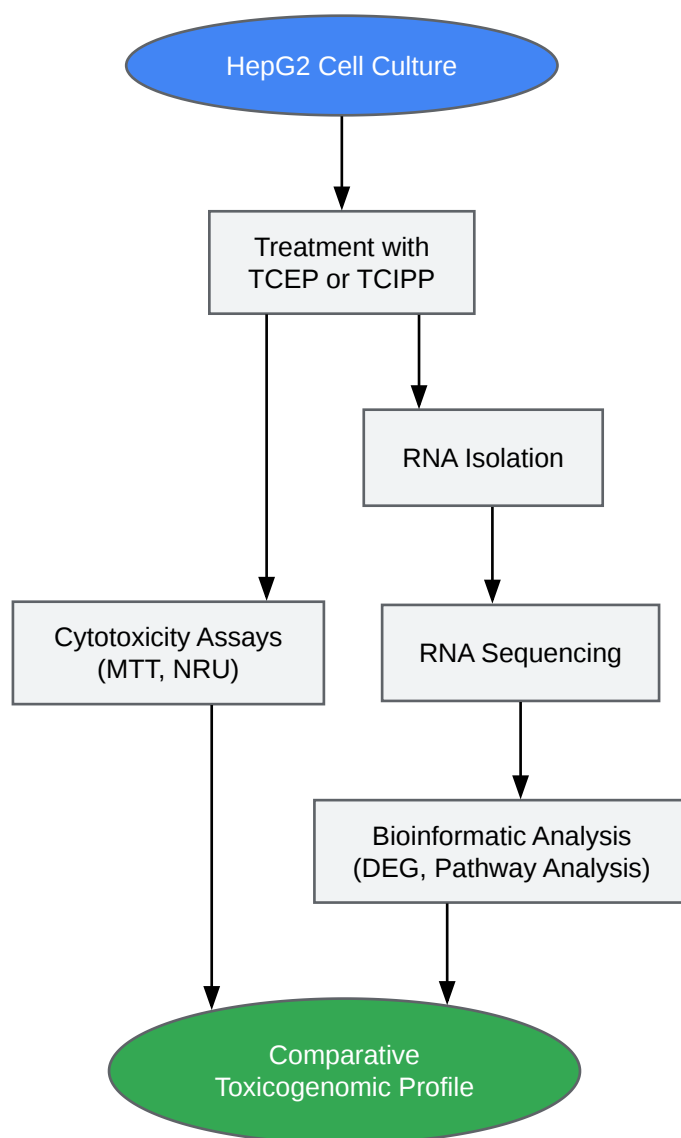 HepG2 Cell Culture
Treatment with
TCEP or TCIPP
RNA Isolation
Cytotoxicity Assays
(MTT, NRU)
RNA Sequencing
Bioinformatic Analysis
(DEG, Pathway Analysis)
Comparative
Toxicogenomic Profile